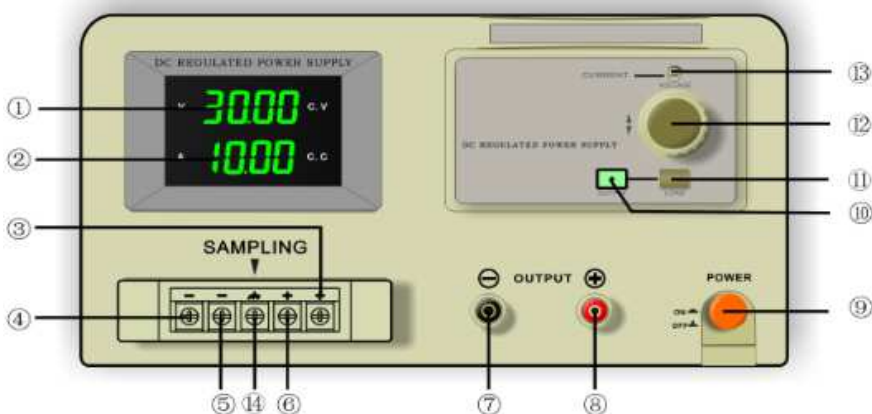 DC REGULATED POWER SUPPLY
① V 30.00 C.V
② A 10.00 C.C
CURRENT ⑬
VOLTAGE
⑫
DC REGULATED POWER SUPPLY
⑪
⑩
③ SAMPLING
- - + +
④
⊖ OUTPUT ⊕ POWER
ON
OFF
⑨
⑤ ⑭ ⑥ ⑦ ⑧